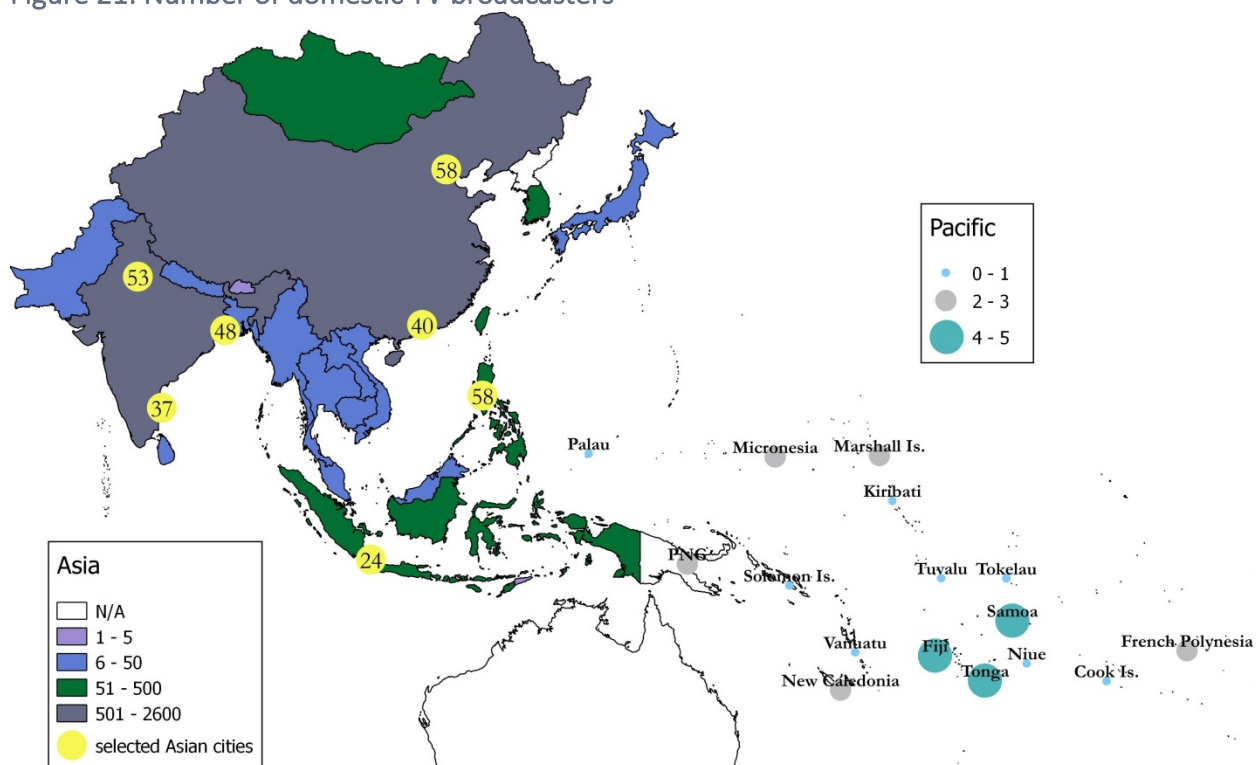 Figure 21: Number of domestic TV broadcasters
58
53
48
40
37
58
24
Pacific
0 - 1
2 - 3
4 - 5
Palau
Micronesia
Marshall Is.
Kiribati
PNG
Solomon Is.
Tuvalu
Tokelau
Samoa
Vanuatu
Fiji
Niue
French Polynesia
New Caledonia
Tonga
Cook Is.
Asia
N/A
1 - 5
6 - 50
51 - 500
501 - 2600
selected Asian cities